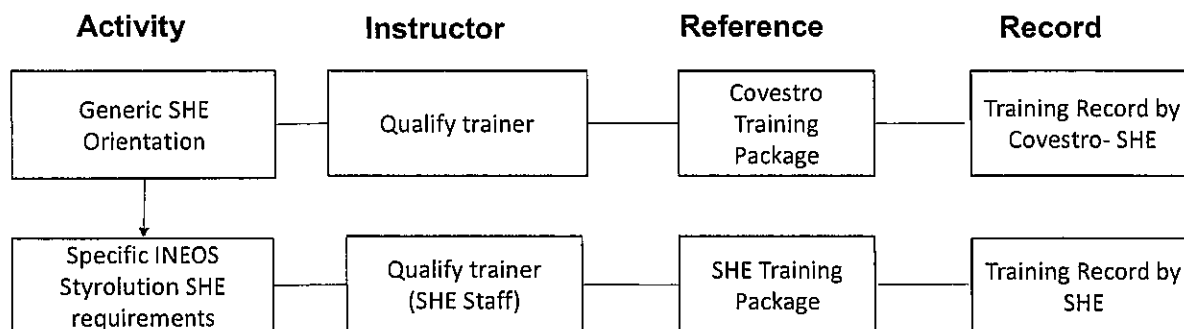 Activity
Instructor
Reference
Record
Generic SHE
Orientation
Qualify trainer
Covestro
Training
Package
Training Record by
Covestro- SHE
Specific INEOS
Styrolution SHE
requirements
Qualify trainer
(SHE Staff)
SHE Training
Package
Training Record by
SHE